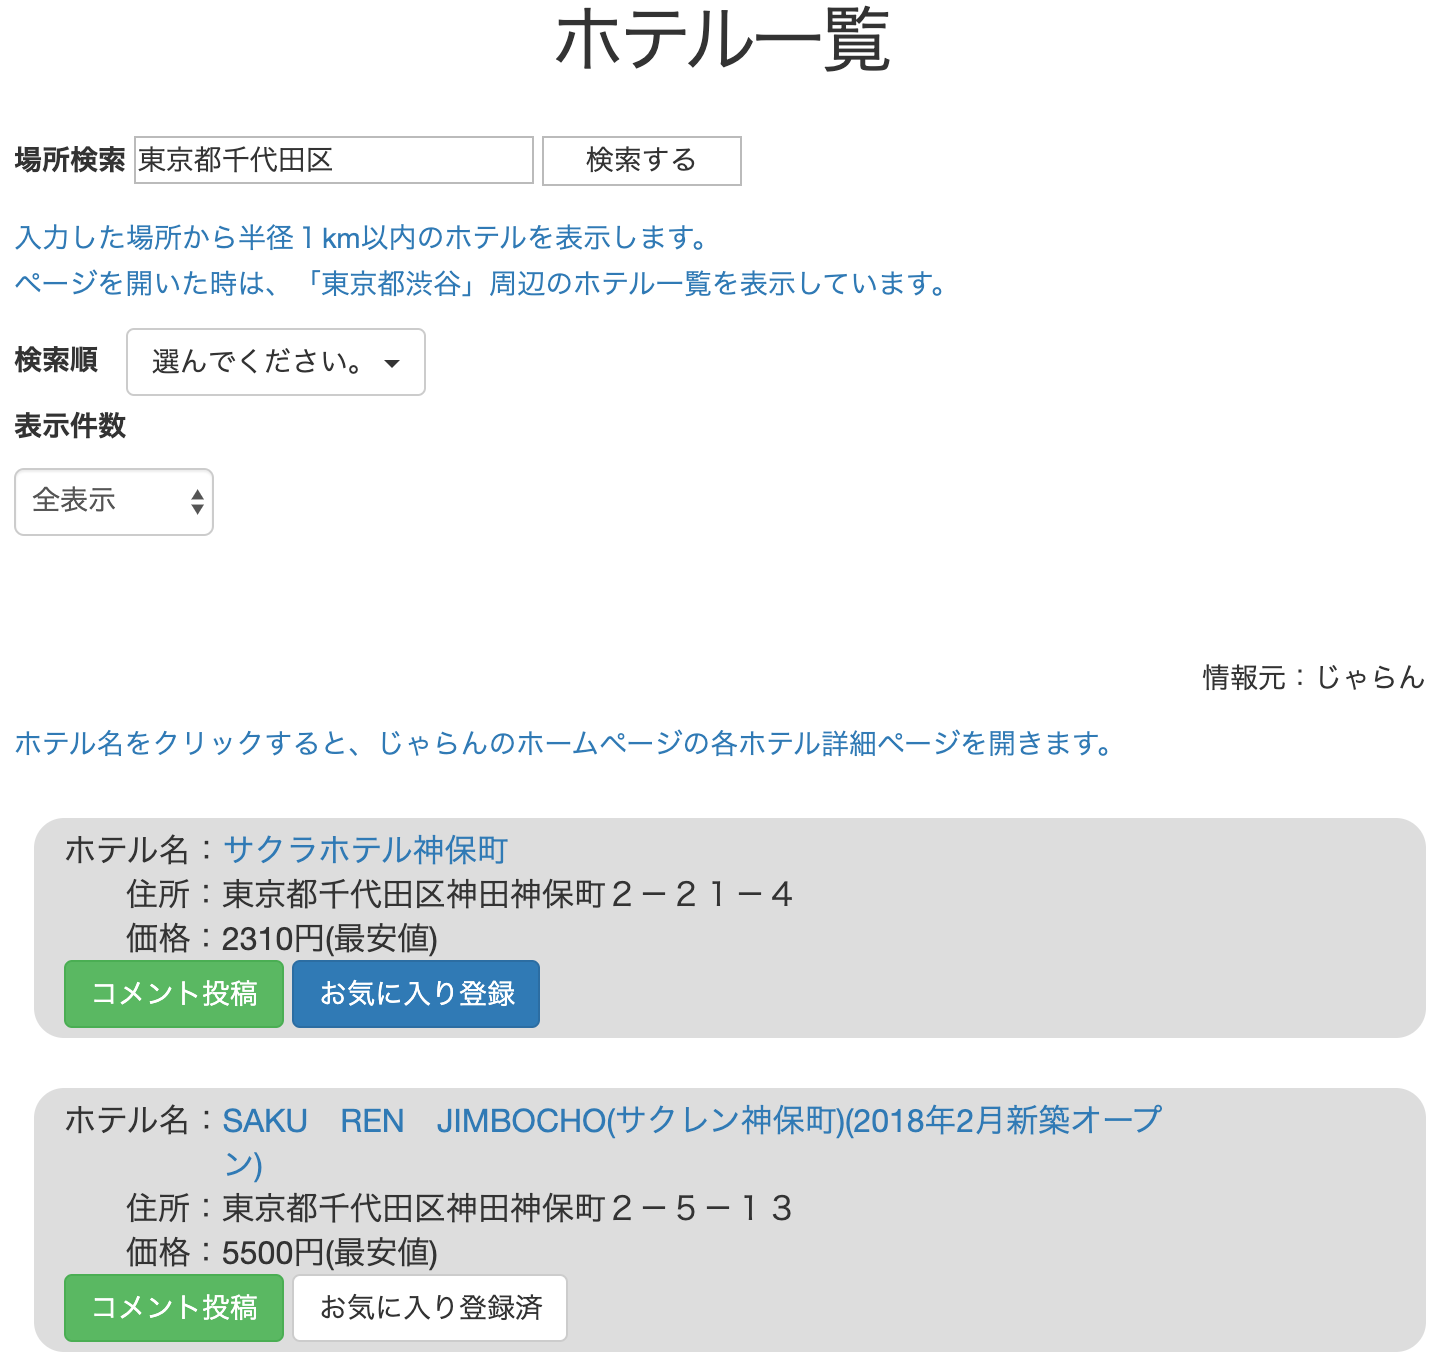 ホテル一覧
場所検索 東京都千代田区 検索する
入力した場所から半径１km以内のホテルを表示します。
ページを開いた時は、「東京都渋谷」周辺のホテル一覧を表示しています。
検索順 選んでください。
表示件数
全表示
情報元：じゃらん
ホテル名をクリックすると、じゃらんのホームページの各ホテル詳細ページを開きます。
ホテル名：サクラホテル神保町
住所：東京都千代田区神田神保町２－２１－４
価格：2310円(最安値)
コメント投稿 お気に入り登録
ホテル名：SAKU　REN　JIMBOCHO(サクレン神保町)(2018年2月新築オープ
ン)
住所：東京都千代田区神田神保町２－５－１３
価格：5500円(最安値)
コメント投稿 お気に入り登録済